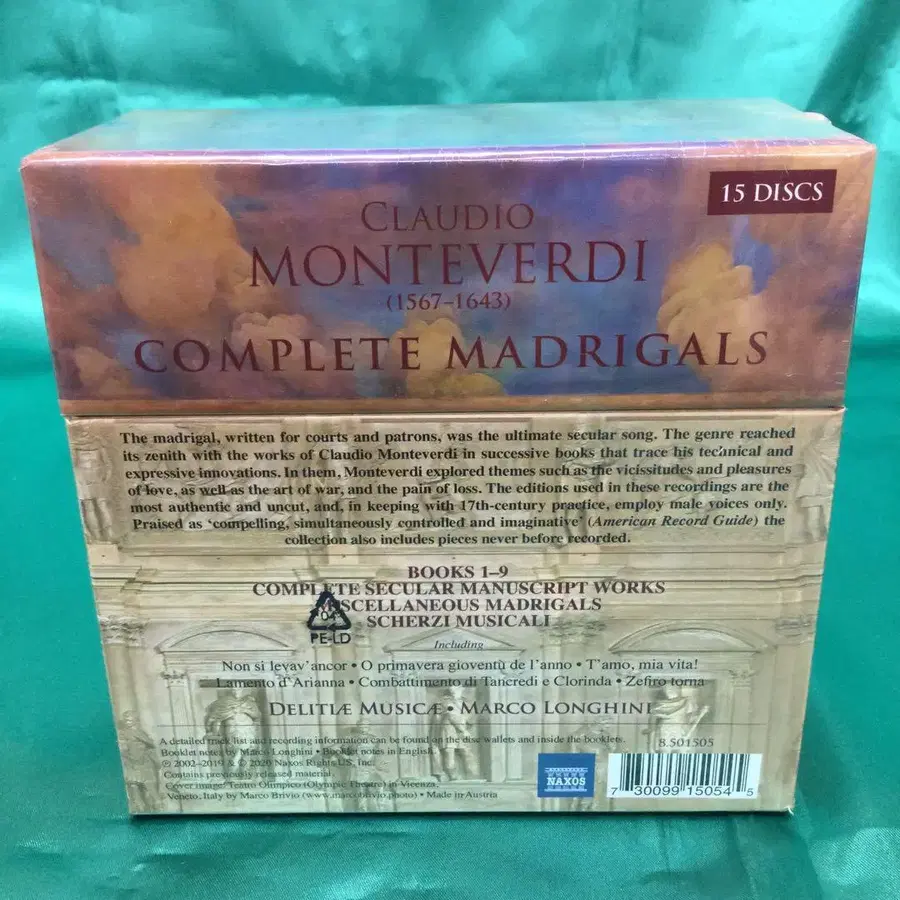 15 DISCS
CLAUDIO
MONTEVERDI
(1567–1643)
COMPLETE MADRIGALS
The madrigal, written for courts and patrons, was the ultimate secular song. The genre reached
its zenith with the works of Claudio Monteverdi in successive books that trace his technical and
expressive innovations. In them, Monteverdi explored themes such as the vicissitudes and pleasures
of love, as well as the art of war, and the pain of loss. The editions used in these recordings are the
most authentic and uncut, and, in keeping with 17th-century practice, employ male voices only.
Praised as ‘compelling, simultaneously controlled and imaginative’ (American Record Guide) the
collection also includes pieces never before recorded.
BOOKS 1–9
COMPLETE SECULAR MANUSCRIPT WORKS
MISCELLANEOUS MADRIGALS
SCHERZI MUSICALI
04
PE-LD
Including
Non si levav'ancor • O primavera gioventù de l'anno • T'amo, mia vita!
Lamento d'Arianna • Combattimento di Tancredi e Clorinda • Zefiro torna
DELITIÆ MUSICÆ • MARCO LONGHINI
A detailed track list and recording information can be found on the disc wallets and inside the booklets.
Booklet notes by Marco Longhini • Booklet notes in English
℗ 2002–2019 & © 2020 Naxos Rights US, Inc.
Contains previously released material.
Cover image: Teatro Olimpico (Olympic Theatre) in Vicenza,
Veneto, Italy by Marco Brivio (www.marcobrivio.photo) • Made in Austria
8.501505
NAXOS
7 30099 15054 5